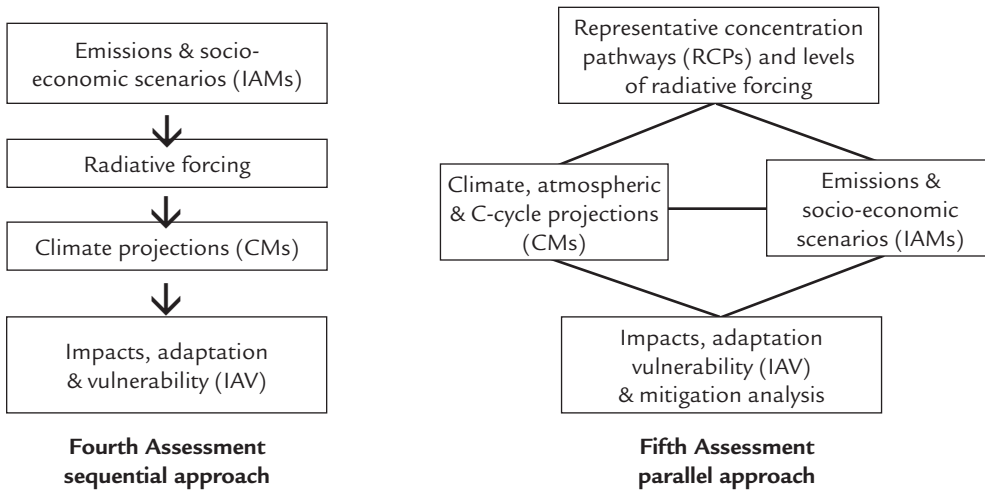 Emissions & socio-
economic scenarios (IAMs)
Radiative forcing
Climate projections (CMs)
Impacts, adaptation
& vulnerability (IAV)
Fourth Assessment
sequential approach
Representative concentration
pathways (RCPs) and levels
of radiative forcing
Climate, atmospheric
& C-cycle projections
(CMs)
Emissions &
socio-economic
scenarios (IAMs)
Impacts, adaptation
vulnerability (IAV)
& mitigation analysis
Fifth Assessment
parallel approach